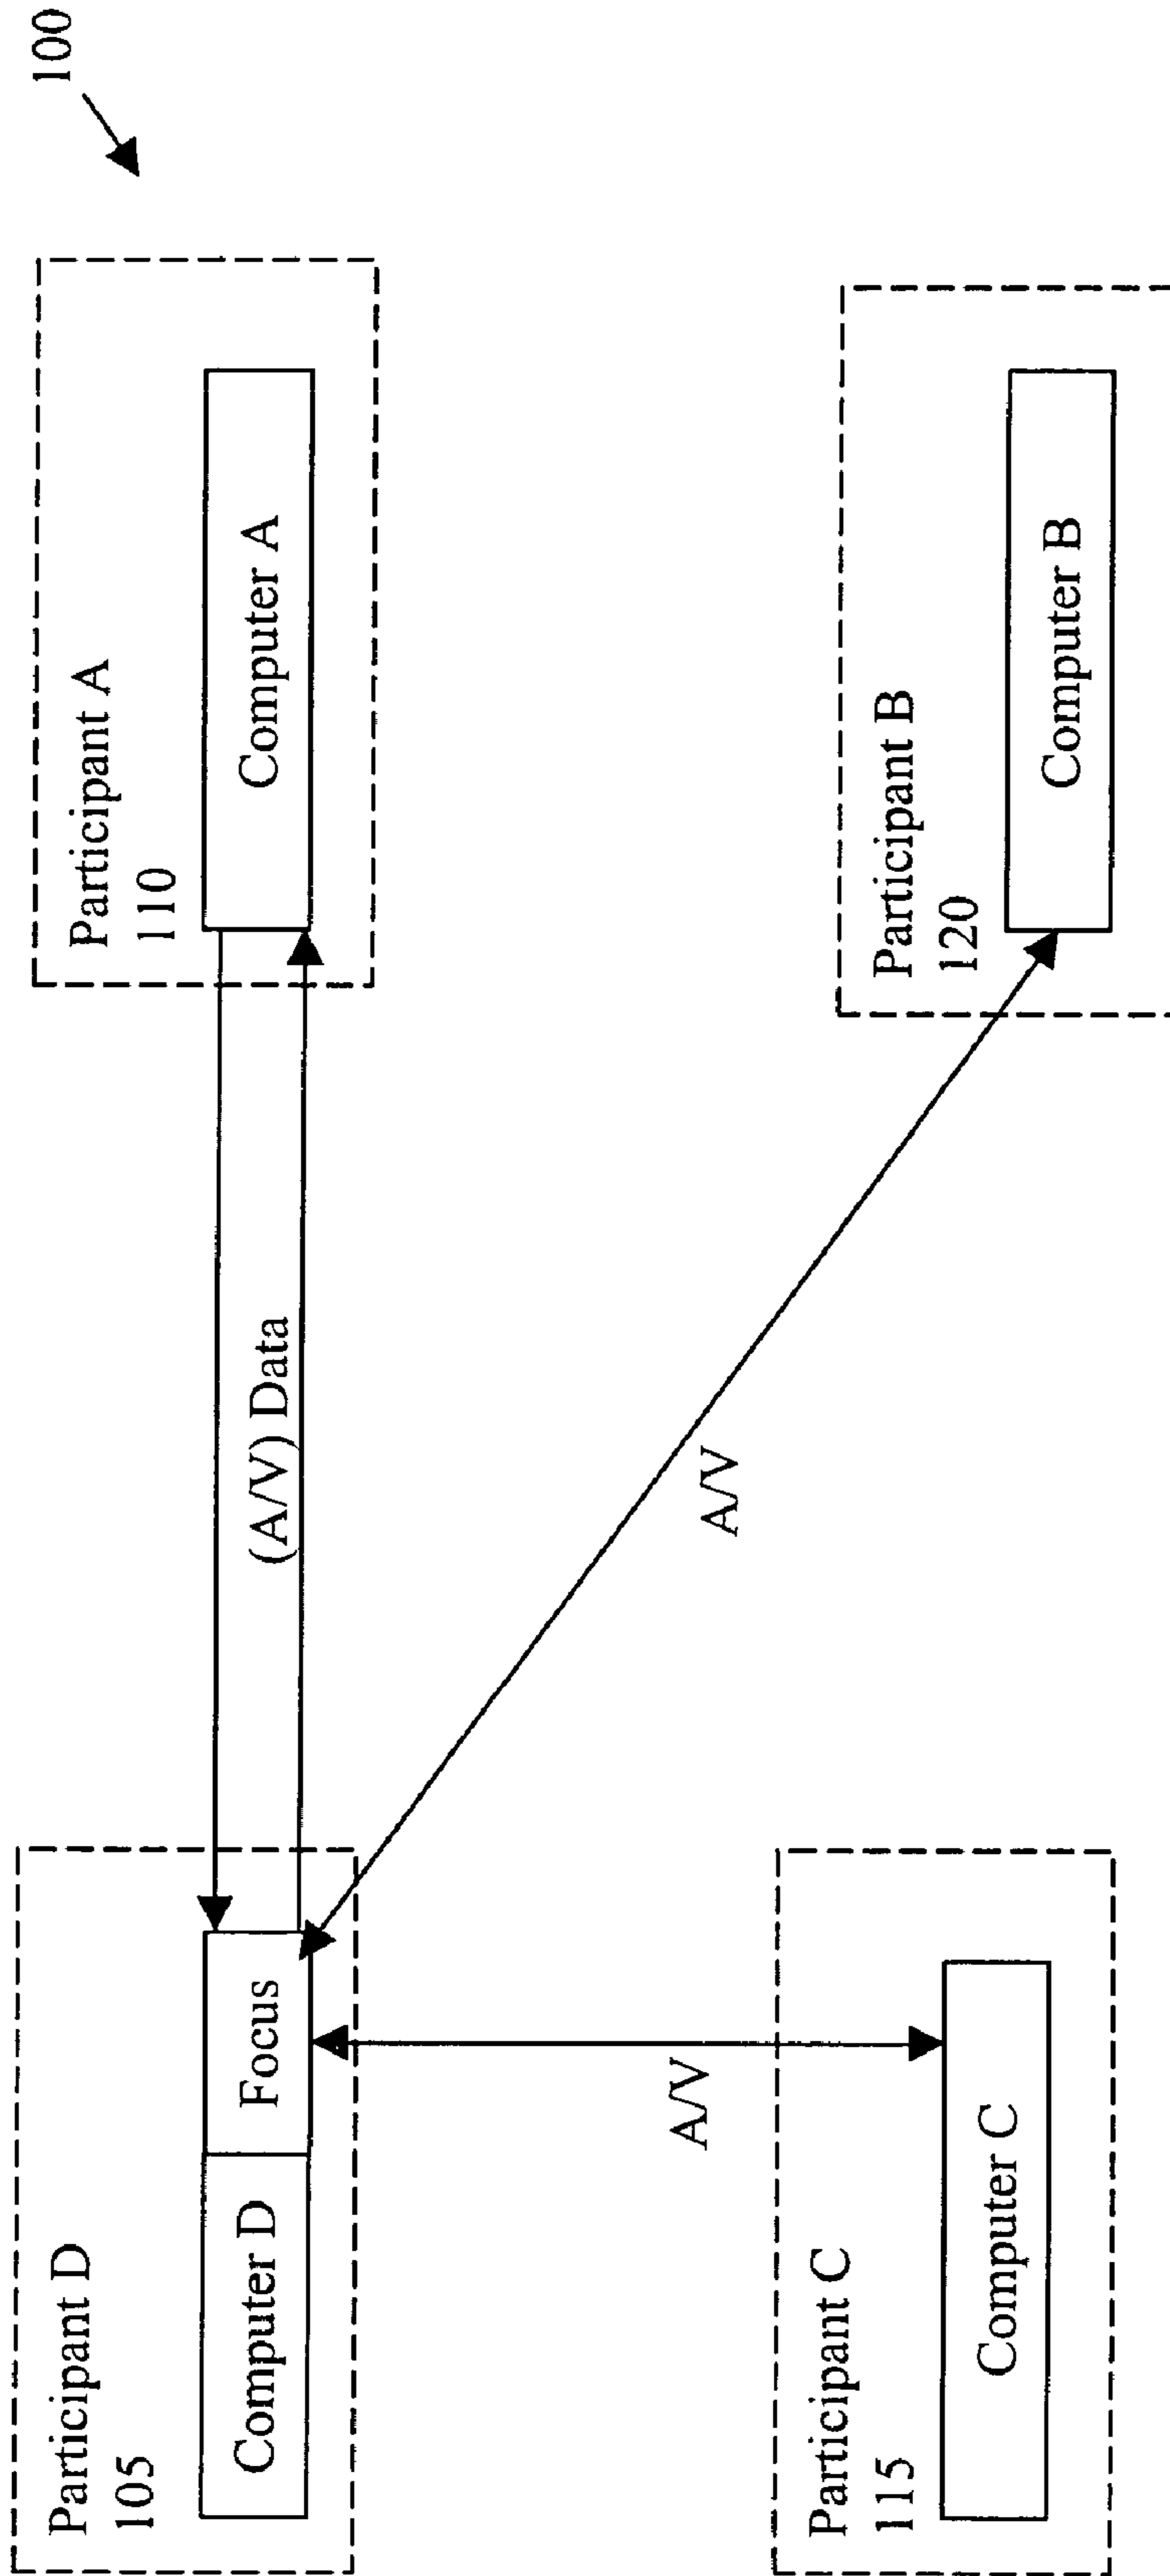 100
Participant D
105
Computer D
Focus
(A/V) Data
Participant A
110
Computer A
A/V
A/V
Participant C
115
Computer C
Participant B
120
Computer B